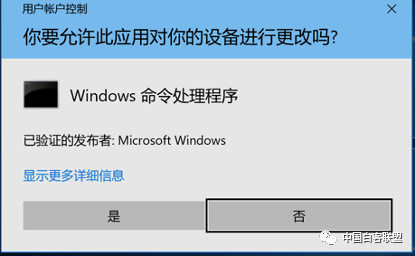 用户帐户控制
你要允许此应用对你的设备进行更改吗?
Windows 命令处理程序
已验证的发布者: Microsoft Windows
显示更多详细信息
是
否
中国白客联盟